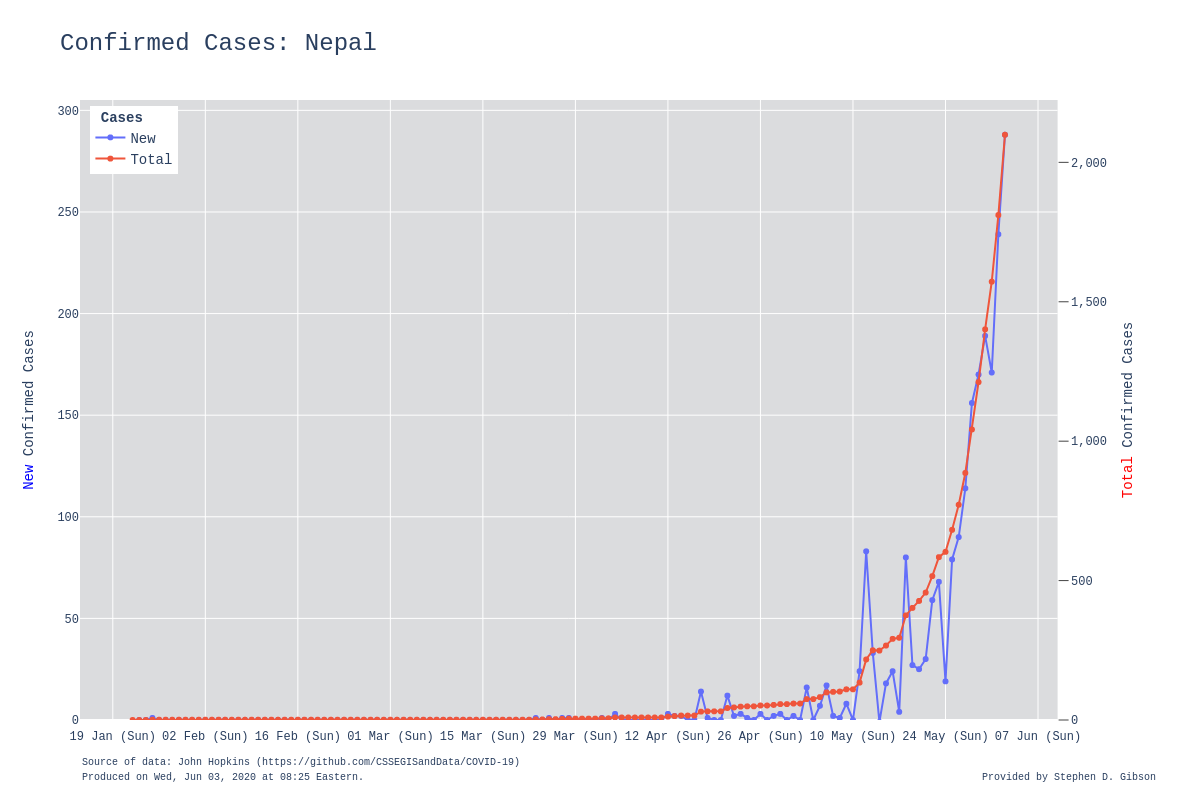 Confirmed Cases: Nepal
Cases
New
Total
300
250
200
150
100
50
0
2,000
1,500
1,000
500
0
New Confirmed Cases
Total Confirmed Cases
19 Jan (Sun) 02 Feb (Sun) 16 Feb (Sun) 01 Mar (Sun) 15 Mar (Sun) 29 Mar (Sun) 12 Apr (Sun) 26 Apr (Sun) 10 May (Sun) 24 May (Sun) 07 Jun (Sun)
Source of data: John Hopkins (https://github.com/CSSEGISandData/COVID-19)
Produced on Wed, Jun 03, 2020 at 08:25 Eastern.
Provided by Stephen D. Gibson